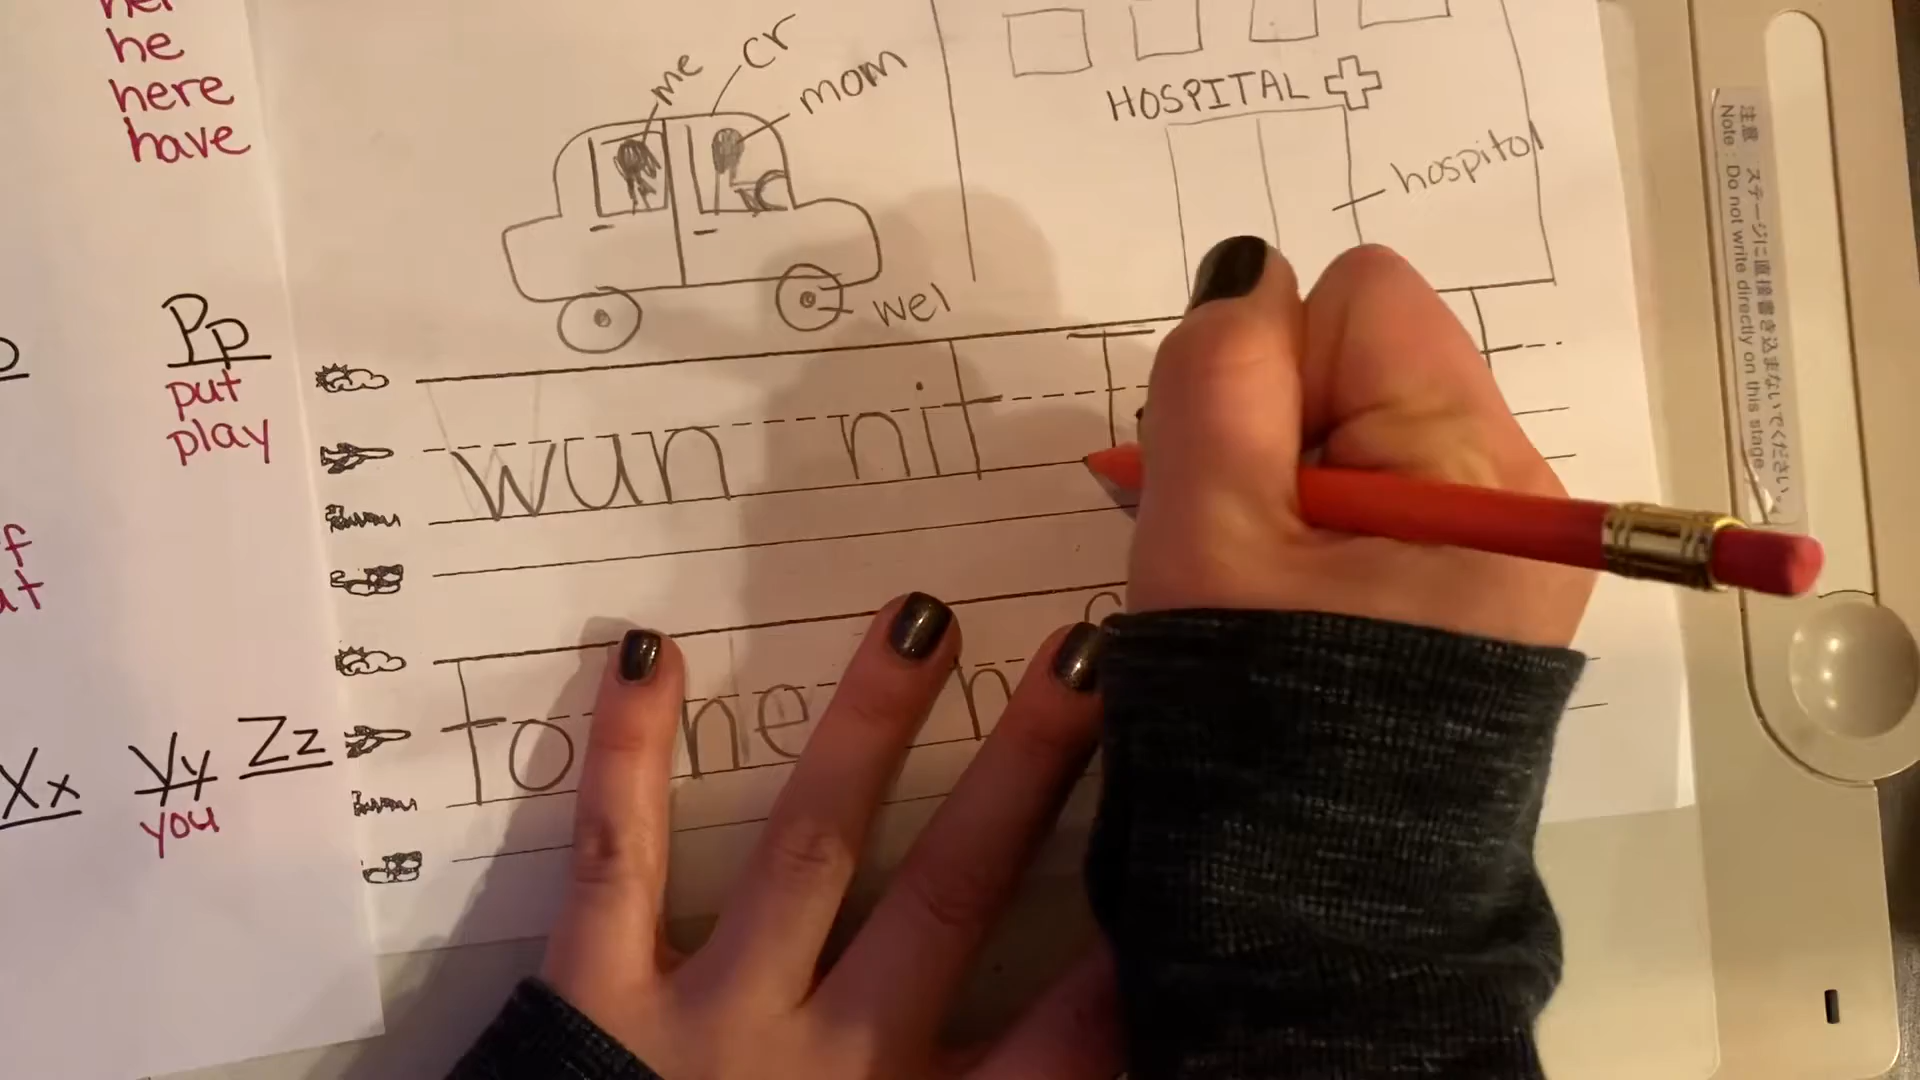 he
here
have
me
cr
mom
HOSPITAL
hospitol
wel
Pp
put
play
wun nit I
to he
Xx
Yy
you
Zz
注意 ステージに直接書き込まないでください。
Note : Do not write directly on this stage